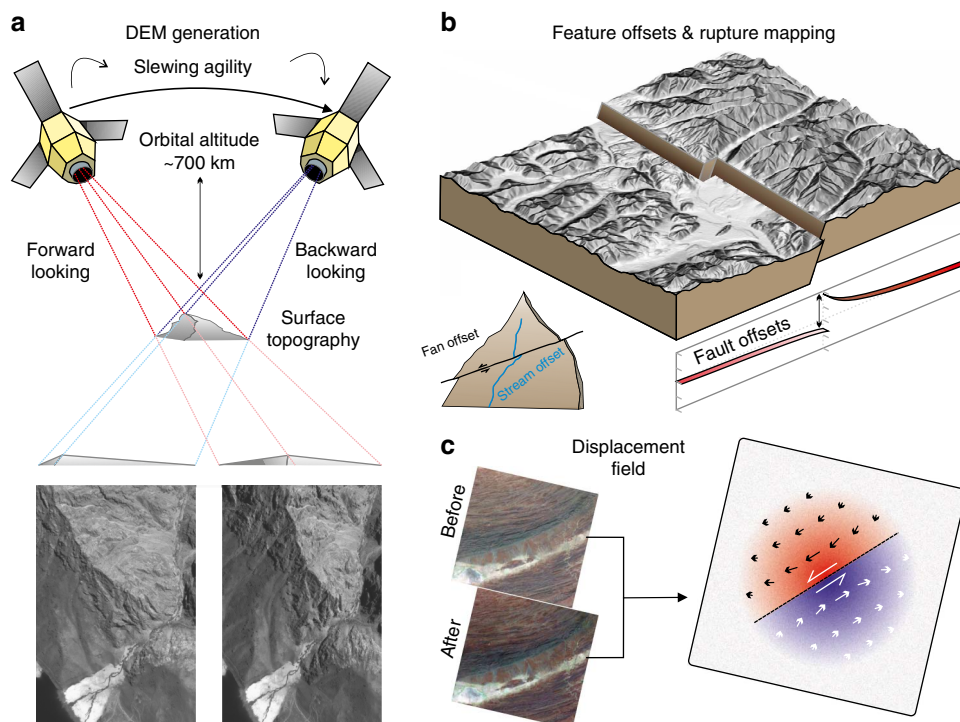 a
DEM generation
Slewing agility
Orbital altitude
~700 km
Forward
looking
Backward
looking
Surface
topography
b
Feature offsets & rupture mapping
Fan offset
Stream offset
Fault offsets
c
Displacement
field
Before
After